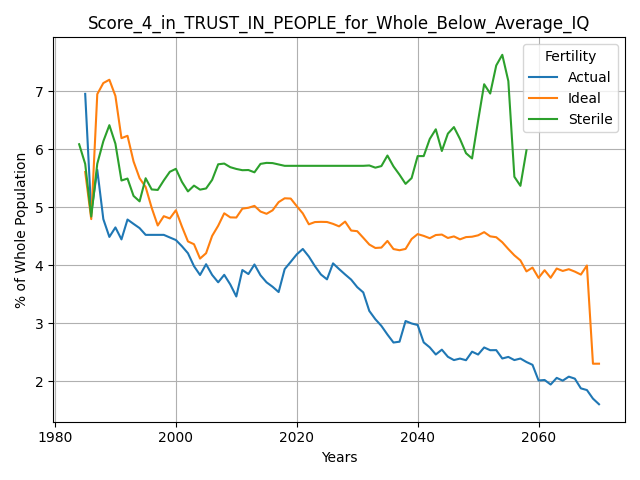 Score_4_in_TRUST_IN_PEOPLE_for_Whole_Below_Average_IQ
Fertility
Actual
Ideal
Sterile
% of Whole Population
7
6
5
4
3
2
1980
2000
2020
2040
2060
Years